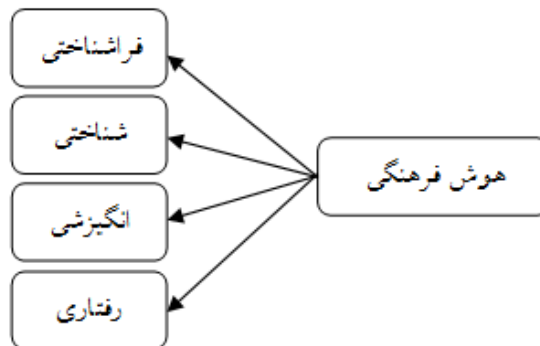 هوش فرهنگی
فراشناختی
شناختی
انگیزشی
رفتاری